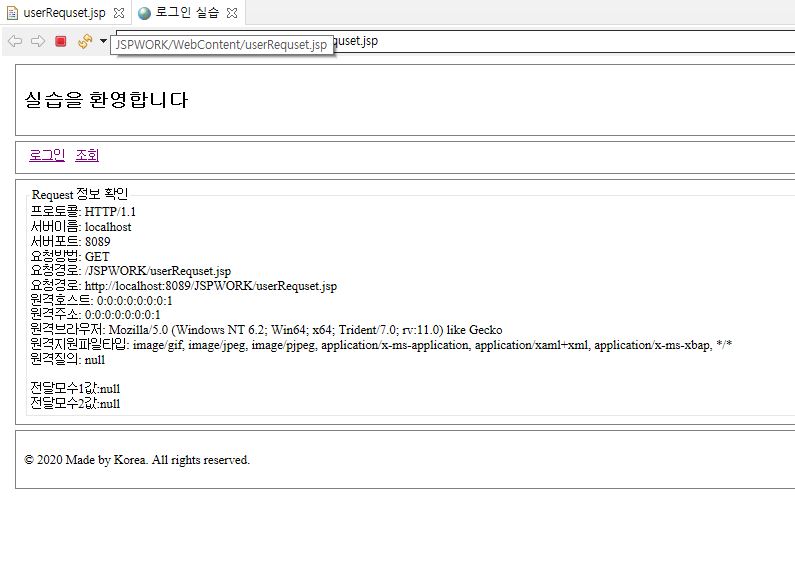 userRequset.jsp 로그인 실습
JSPWORK/WebContent/userRequset.jsp quset.jsp
실습을 환영합니다
로그인 조회
Request 정보 확인
프로토콜: HTTP/1.1
서버이름: localhost
서버포트: 8089
요청방법: GET
요청경로: /JSPWORK/userRequset.jsp
요청경로: http://localhost:8089/JSPWORK/userRequset.jsp
원격호스트: 0:0:0:0:0:0:0:1
원격주소: 0:0:0:0:0:0:0:1
원격브라우저: Mozilla/5.0 (Windows NT 6.2; Win64; x64; Trident/7.0; rv:11.0) like Gecko
원격지원파일타입: image/gif, image/jpeg, image/pjpeg, application/x-ms-application, application/xaml+xml, application/x-ms-xbap, */*
원격질의: null
전달모수1값:null
전달모수2값:null
© 2020 Made by Korea. All rights reserved.